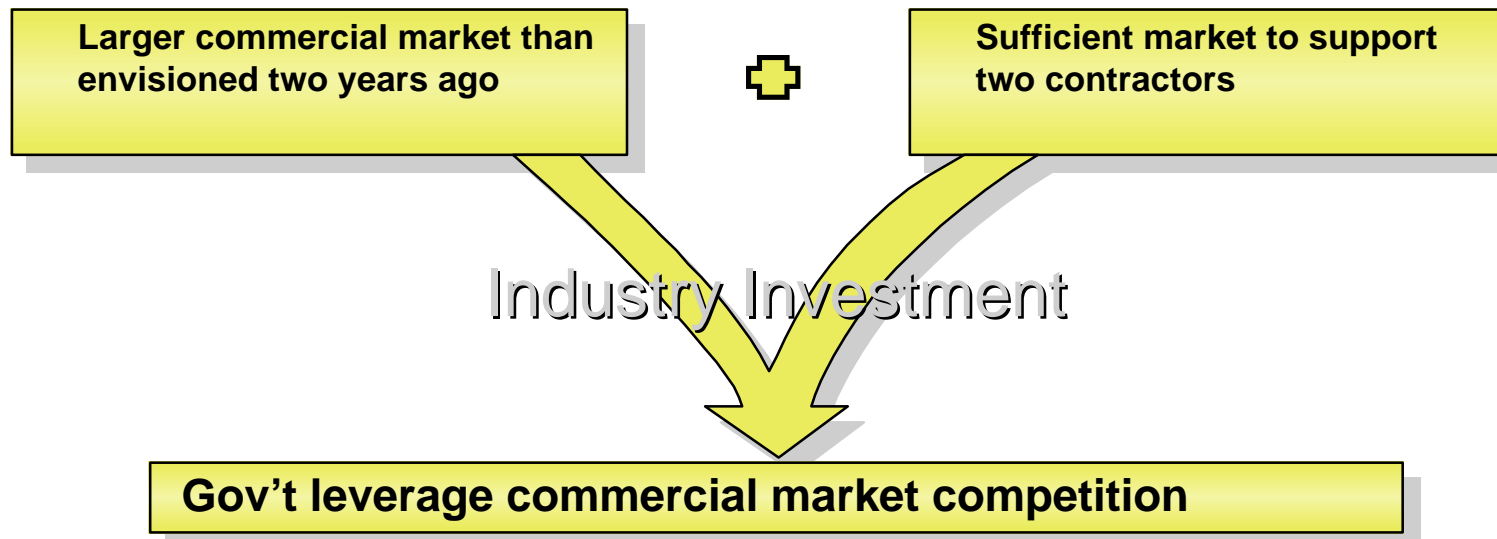 Larger commercial market than
envisioned two years ago
Sufficient market to support
two contractors
Industry Investment
Gov’t leverage commercial market competition